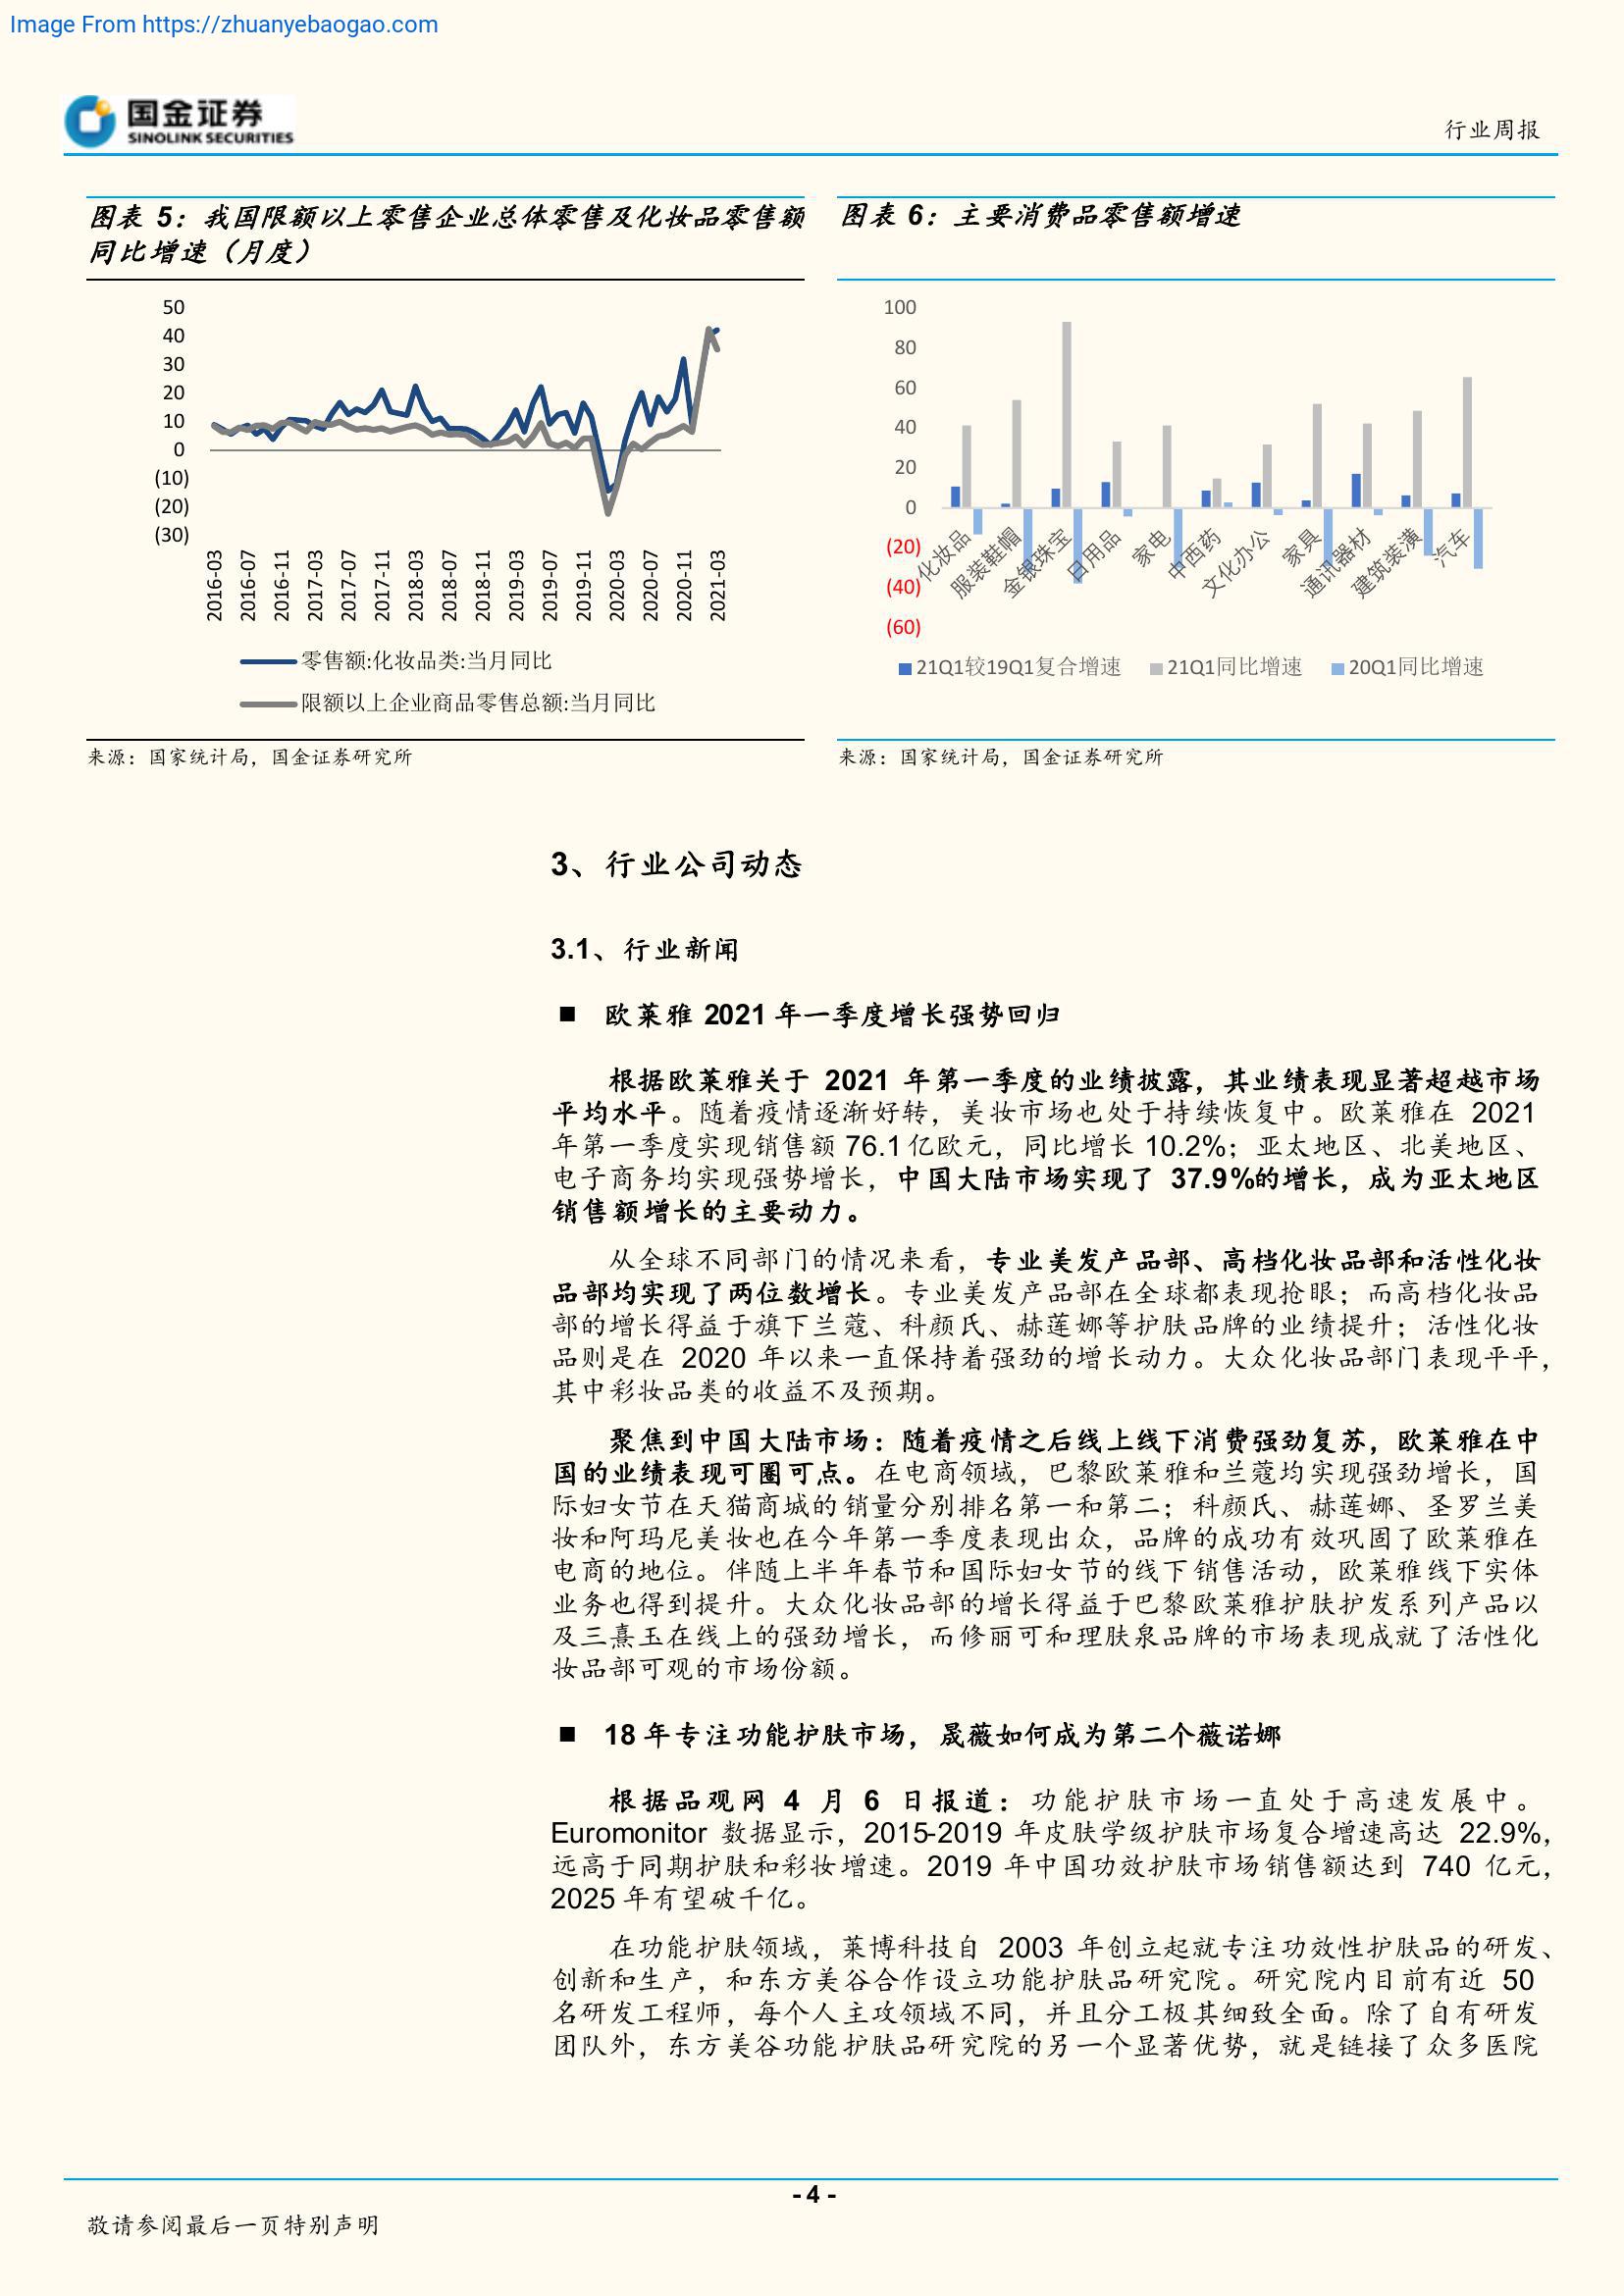 Image From https://zhuanyebaogao.com
国金证券
SINOLINK SECURITIES
行业周报
图表 5：我国限额以上零售企业总体零售及化妆品零售额
同比增速（月度）
50
40
30
20
10
0
(10)
(20)
(30)
2016-03
2016-07
2016-11
2017-03
2017-07
2017-11
2018-03
2018-07
2018-11
2019-03
2019-07
2019-11
2020-03
2020-07
2020-11
2021-03
零售额:化妆品类:当月同比
限额以上企业商品零售总额:当月同比
来源：国家统计局，国金证券研究所
图表 6：主要消费品零售额增速
100
80
60
40
20
0
(20)
(40)
(60)
化妆品
服装鞋帽
金银珠宝
日用品
家电
中西药
文化办公
家具
通讯器材
建筑装潢
汽车
21Q1较19Q1复合增速
21Q1同比增速
20Q1同比增速
来源：国家统计局，国金证券研究所
3、行业公司动态
3.1、行业新闻
■ 欧莱雅 2021 年一季度增长强势回归
根据欧莱雅关于 2021 年第一季度的业绩披露，其业绩表现显著超越市场
平均水平。随着疫情逐渐好转，美妆市场也处于持续恢复中。欧莱雅在 2021
年第一季度实现销售额 76.1 亿欧元，同比增长 10.2%；亚太地区、北美地区、
电子商务均实现强势增长，中国大陆市场实现了 37.9%的增长，成为亚太地区
销售额增长的主要动力。
从全球不同部门的情况来看，专业美发产品部、高档化妆品部和活性化妆
品部均实现了两位数增长。专业美发产品部在全球都表现抢眼；而高档化妆品
部的增长得益于旗下兰蔻、科颜氏、赫莲娜等护肤品牌的业绩提升；活性化妆
品则是在 2020 年以来一直保持着强劲的增长动力。大众化妆品部门表现平平，
其中彩妆品类的收益不及预期。
聚焦到中国大陆市场：随着疫情之后线上线下消费强劲复苏，欧莱雅在中
国的业绩表现可圈可点。在电商领域，巴黎欧莱雅和兰蔻均实现强劲增长，国
际妇女节在天猫商城的销量分别排名第一和第二；科颜氏、赫莲娜、圣罗兰美
妆和阿玛尼美妆也在今年第一季度表现出众，品牌的成功有效巩固了欧莱雅在
电商的地位。伴随上半年春节和国际妇女节的线下销售活动，欧莱雅线下实体
业务也得到提升。大众化妆品部的增长得益于巴黎欧莱雅护肤护发系列产品以
及三熹玉在线上的强劲增长，而修丽可和理肤泉品牌的市场表现成就了活性化
妆品部可观的市场份额。
■ 18 年专注功能护肤市场，晟薇如何成为第二个薇诺娜
根据品观网 4 月 6 日报道：功能护肤市场一直处于高速发展中。
Euromonitor 数据显示，2015-2019 年皮肤学级护肤市场复合增速高达 22.9%，
远高于同期护肤和彩妆增速。2019 年中国功效护肤市场销售额达到 740 亿元，
2025 年有望破千亿。
在功能护肤领域，莱博科技自 2003 年创立起就专注功效性护肤品的研发、
创新和生产，和东方美谷合作设立功能护肤品研究院。研究院内目前有近 50
名研发工程师，每个人主攻领域不同，并且分工极其细致全面。除了自有研发
团队外，东方美谷功能护肤品研究院的另一个显著优势，就是链接了众多医院
- 4 -
敬请参阅最后一页特别声明